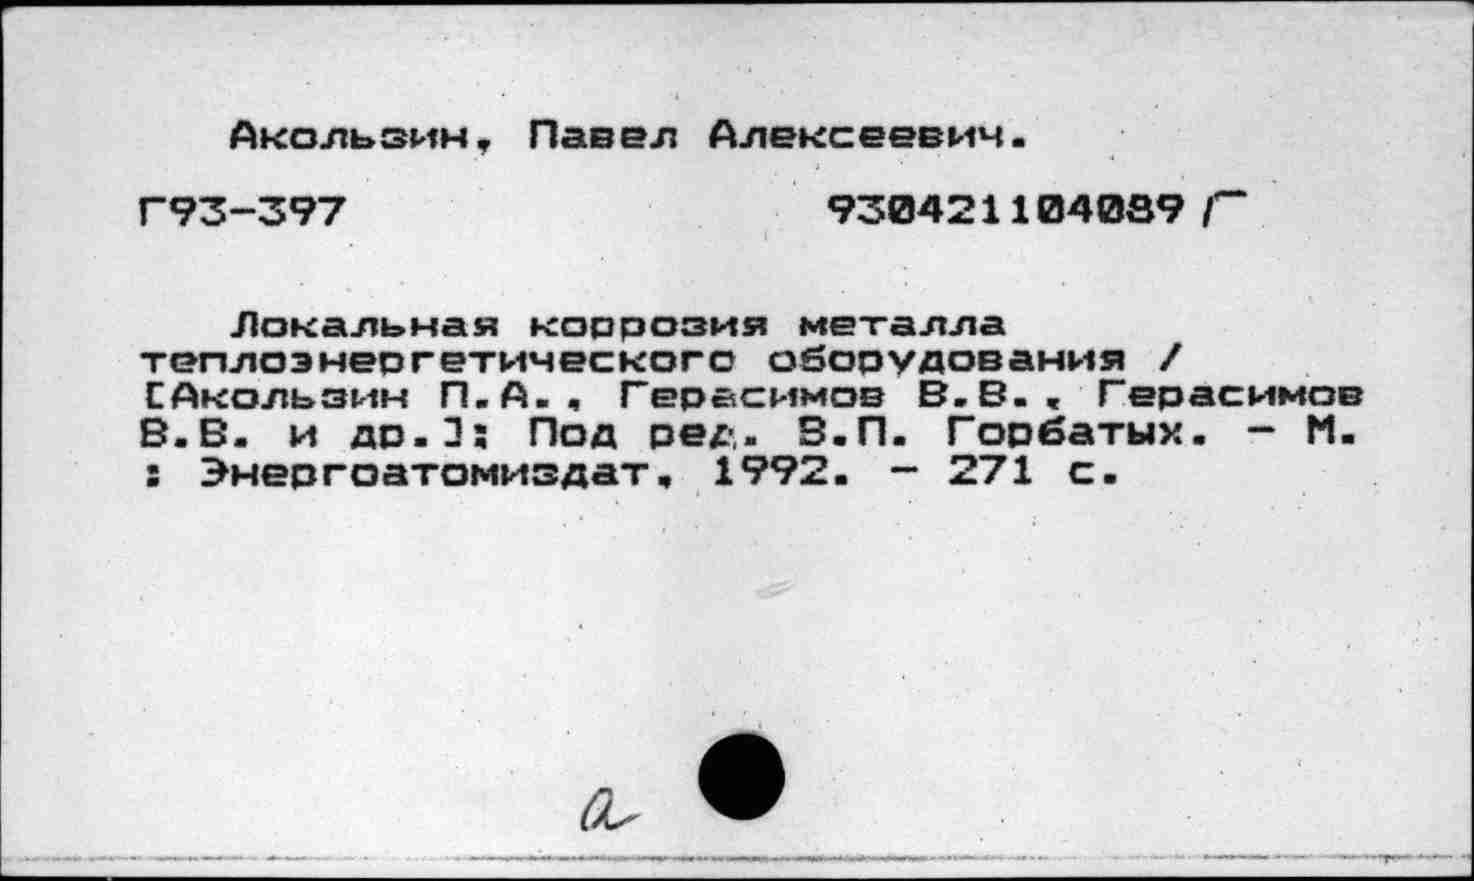 Акользин, Павел Алексеевич.
Г93-397 930421104089 Г
Локальная коррозия металла
теплоэнергетического оборудования /
[Акользин П.А., Герасимов В.В., Герасимов
В.В. и др.]; Под ред. В.П. Горбатых. - М.
: Энергоатомиздат, 1992. - 271 с.
а